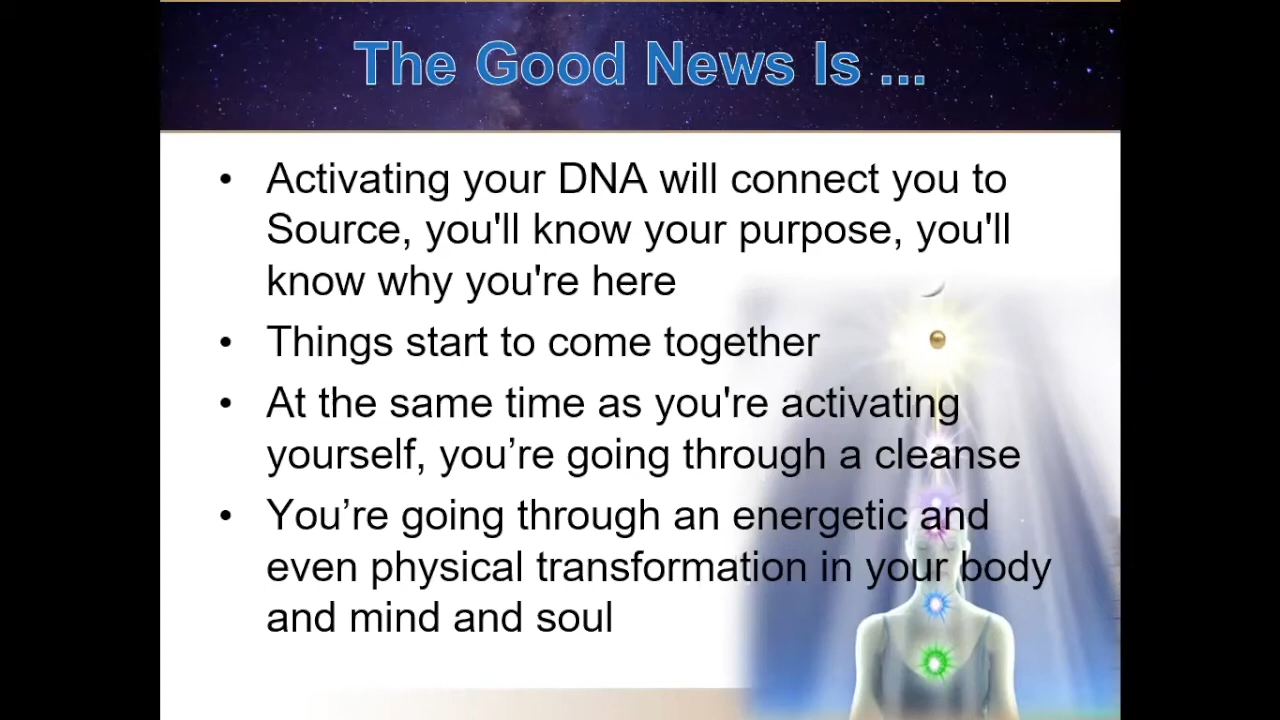 The Good News Is ...
• Activating your DNA will connect you to
Source, you'll know your purpose, you'll
know why you're here
• Things start to come together
• At the same time as you're activating
yourself, you’re going through a cleanse
• You’re going through an energetic and
even physical transformation in your body
and mind and soul